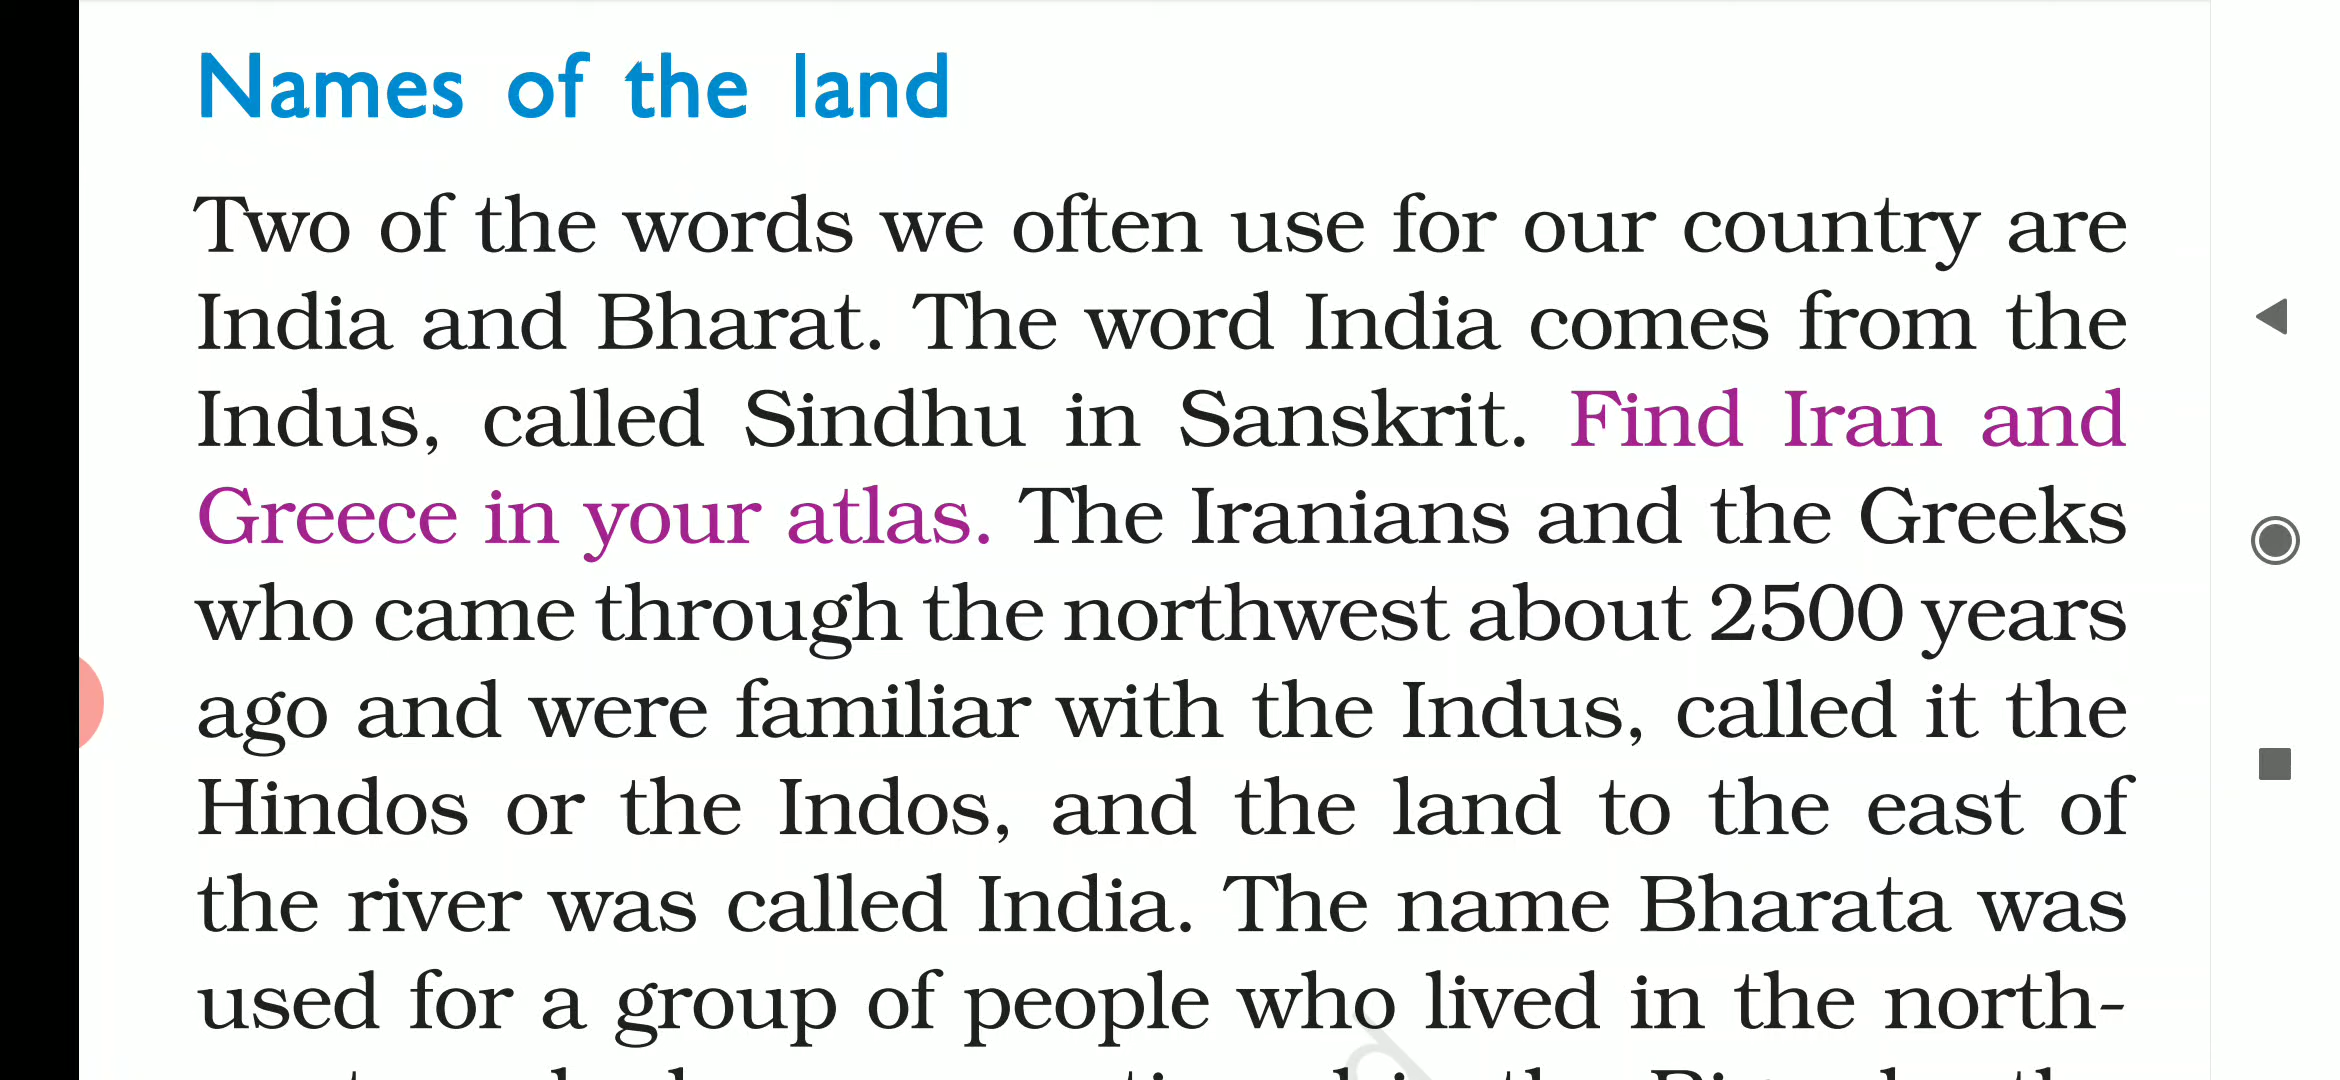 Names of the land
Two of the words we often use for our country are
India and Bharat. The word India comes from the
Indus, called Sindhu in Sanskrit. Find Iran and
Greece in your atlas. The Iranians and the Greeks
who came through the northwest about 2500 years
ago and were familiar with the Indus, called it the
Hindos or the Indos, and the land to the east of
the river was called India. The name Bharata was
used for a group of people who lived in the north-